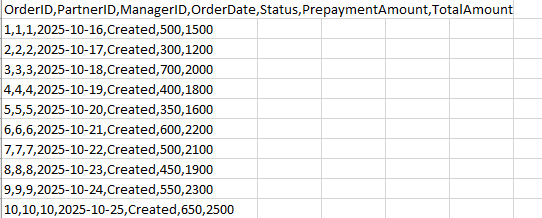 OrderID,PartnerID,ManagerID,OrderDate,Status,PrepaymentAmount,TotalAmount
1,1,1,2025-10-16,Created,500,1500
2,2,2,2025-10-17,Created,300,1200
3,3,3,2025-10-18,Created,700,2000
4,4,4,2025-10-19,Created,400,1800
5,5,5,2025-10-20,Created,350,1600
6,6,6,2025-10-21,Created,600,2200
7,7,7,2025-10-22,Created,500,2100
8,8,8,2025-10-23,Created,450,1900
9,9,9,2025-10-24,Created,550,2300
10,10,10,2025-10-25,Created,650,2500